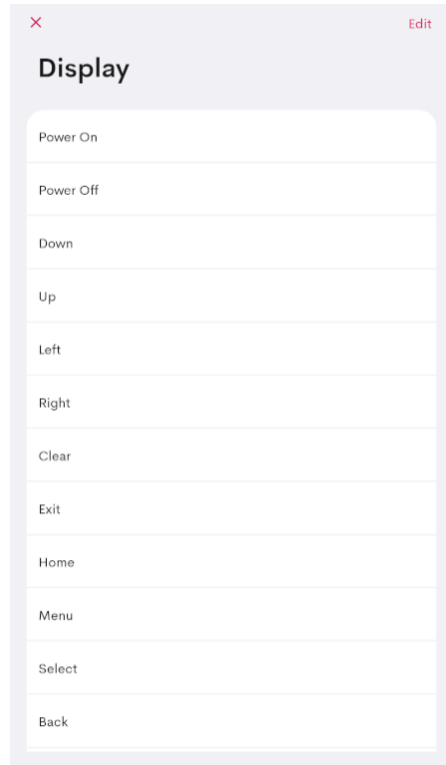 Edit
Display
Power On
Power Off
Down
Up
Left
Right
Clear
Exit
Home
Menu
Select
Back